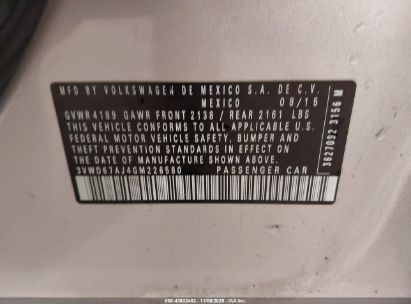 MFD BY VOLKSWAGEN DE MEXICO S.A. DE C.V.
MEXICO 08/15
GVWR 4189 GAWR FRONT 2138 / REAR 2161 LBS
THIS VEHICLE CONFORMS TO ALL APPLICABLE U.S.
FEDERAL MOTOR VEHICLE SAFETY, BUMPER AND
THEFT PREVENTION STANDARDS IN EFFECT ON
THE DATE OF MANUFACTURE SHOWN ABOVE
3VWD67AJ4GM226580 PASSENGER CAR
3627092 3156 M